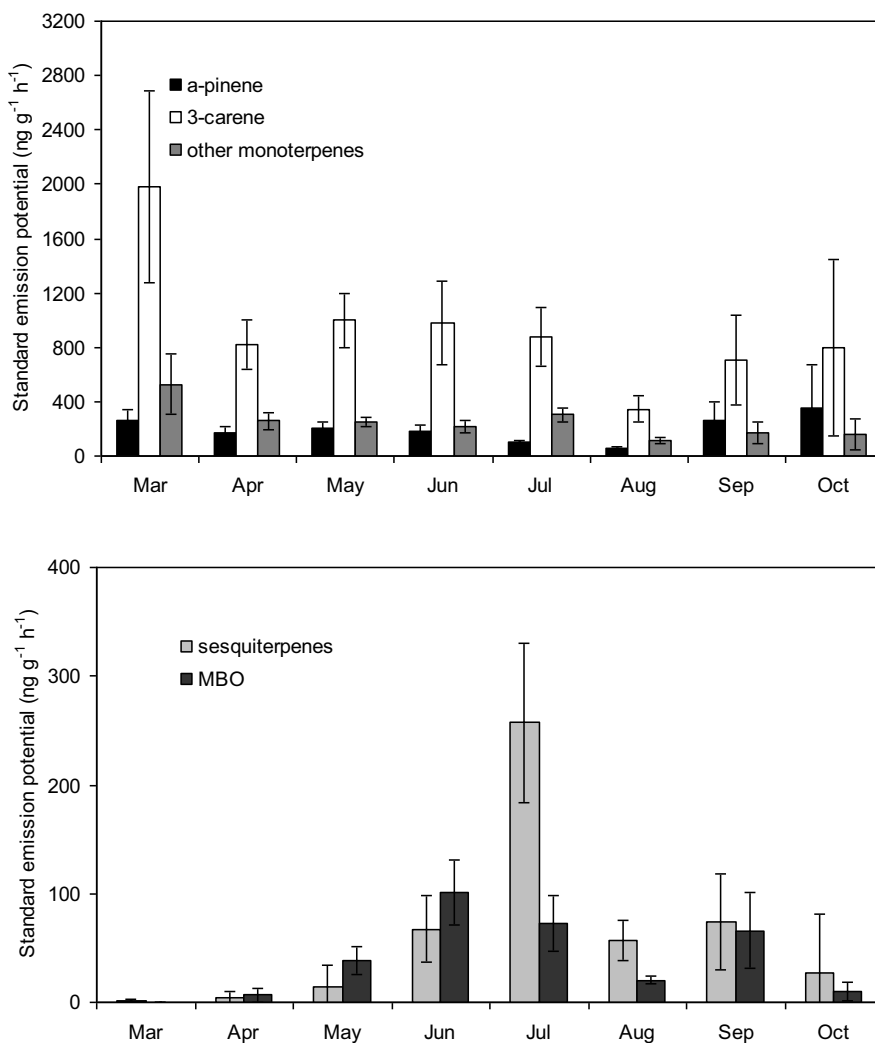 3200
2800
2400
2000
1600
1200
800
400
0
Standard emission potential (ng g⁻¹ h⁻¹)
a-pinene
3-carene
other monoterpenes
Mar Apr May Jun Jul Aug Sep Oct
400
300
200
100
0
Standard emission potential (ng g⁻¹ h⁻¹)
sesquiterpenes
MBO
Mar Apr May Jun Jul Aug Sep Oct